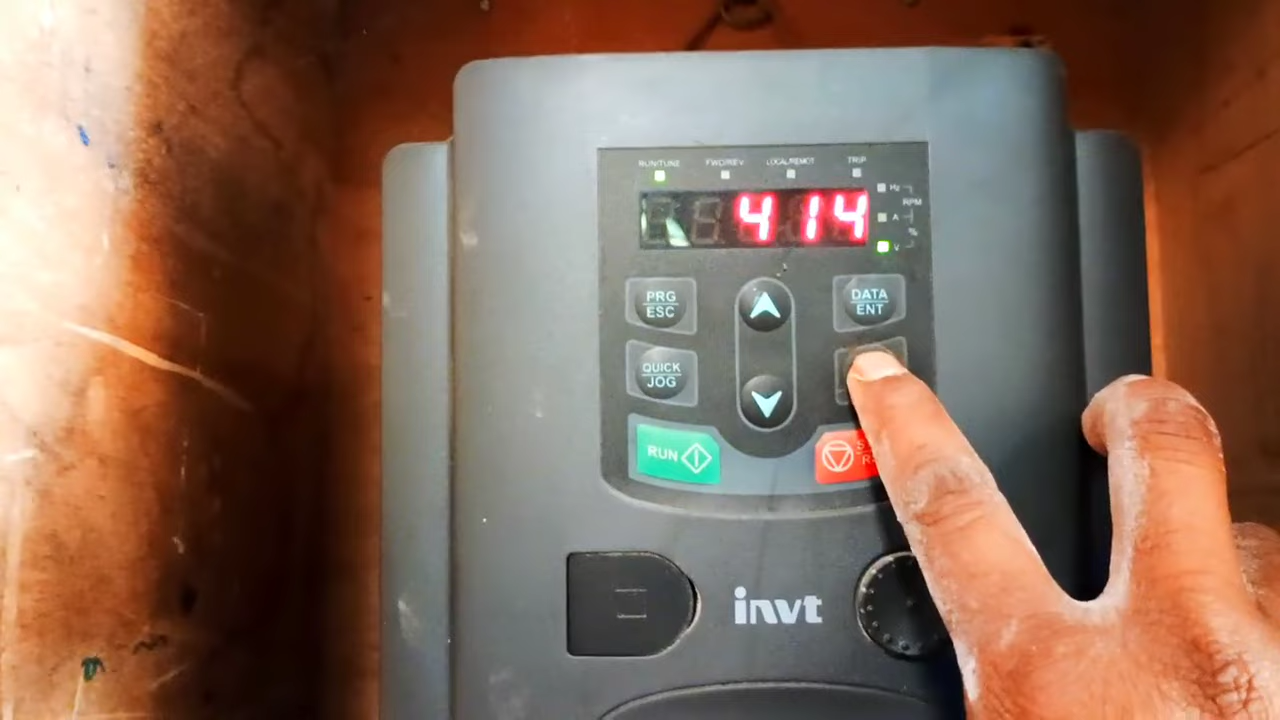 RUN/TUNE FWD/REV LOCAL/REMOT TRIP
414
Hz
RPM
A
%
V
PRG
ESC
DATA
ENT
QUICK
JOG
RUN
invt